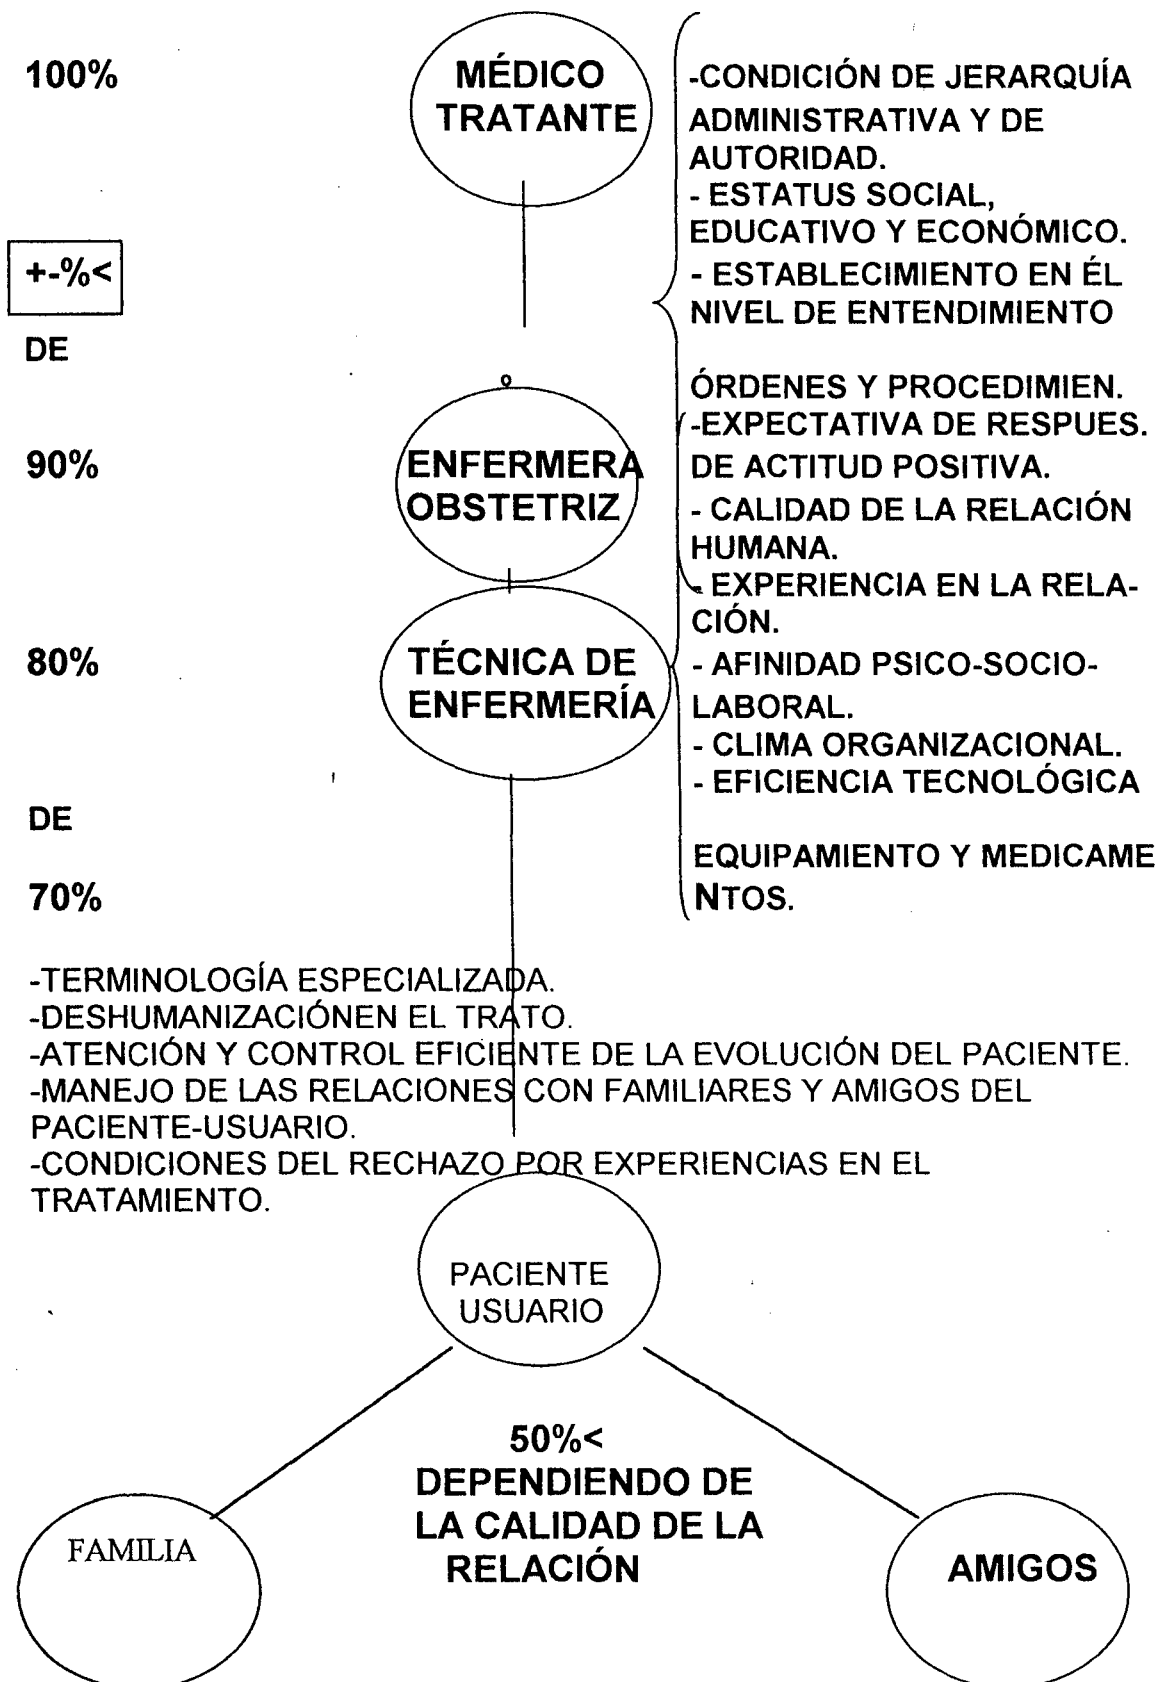 100%
MÉDICO
TRATANTE
-CONDICIÓN DE JERARQUÍA
ADMINISTRATIVA Y DE
AUTORIDAD.
- ESTATUS SOCIAL,
EDUCATIVO Y ECONÓMICO.
- ESTABLECIMIENTO EN ÉL
NIVEL DE ENTENDIMIENTO
+-%<
DE
ÓRDENES Y PROCEDIMIEN.
-EXPECTATIVA DE RESPUES.
DE ACTITUD POSITIVA.
- CALIDAD DE LA RELACIÓN
HUMANA.
- EXPERIENCIA EN LA RELA-
CIÓN.
90%
ENFERMERA
OBSTETRIZ
80%
TÉCNICA DE
ENFERMERÍA
- AFINIDAD PSICO-SOCIO-
LABORAL.
- CLIMA ORGANIZACIONAL.
- EFICIENCIA TECNOLÓGICA
DE
EQUIPAMIENTO Y MEDICAME
NTOS.
70%
-TERMINOLOGÍA ESPECIALIZADA.
-DESHUMANIZACIÓNEN EL TRATO.
-ATENCIÓN Y CONTROL EFICIENTE DE LA EVOLUCIÓN DEL PACIENTE.
-MANEJO DE LAS RELACIONES CON FAMILIARES Y AMIGOS DEL
PACIENTE-USUARIO.
-CONDICIONES DEL RECHAZO POR EXPERIENCIAS EN EL
TRATAMIENTO.
PACIENTE
USUARIO
50%<
DEPENDIENDO DE
LA CALIDAD DE LA
RELACIÓN
FAMILIA
AMIGOS